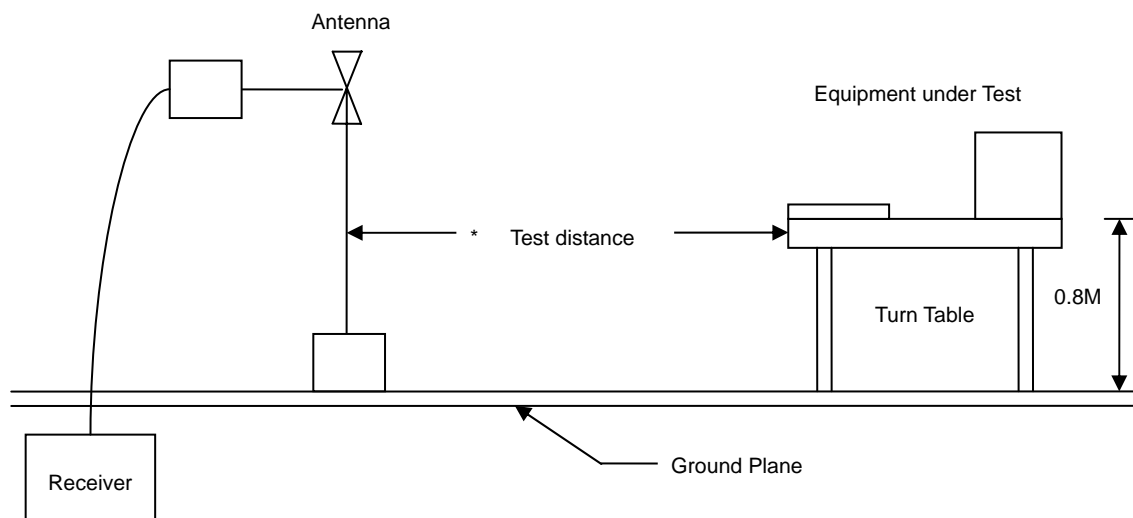 Antenna
Equipment under Test
* Test distance
0.8M
Turn Table
Ground Plane
Receiver